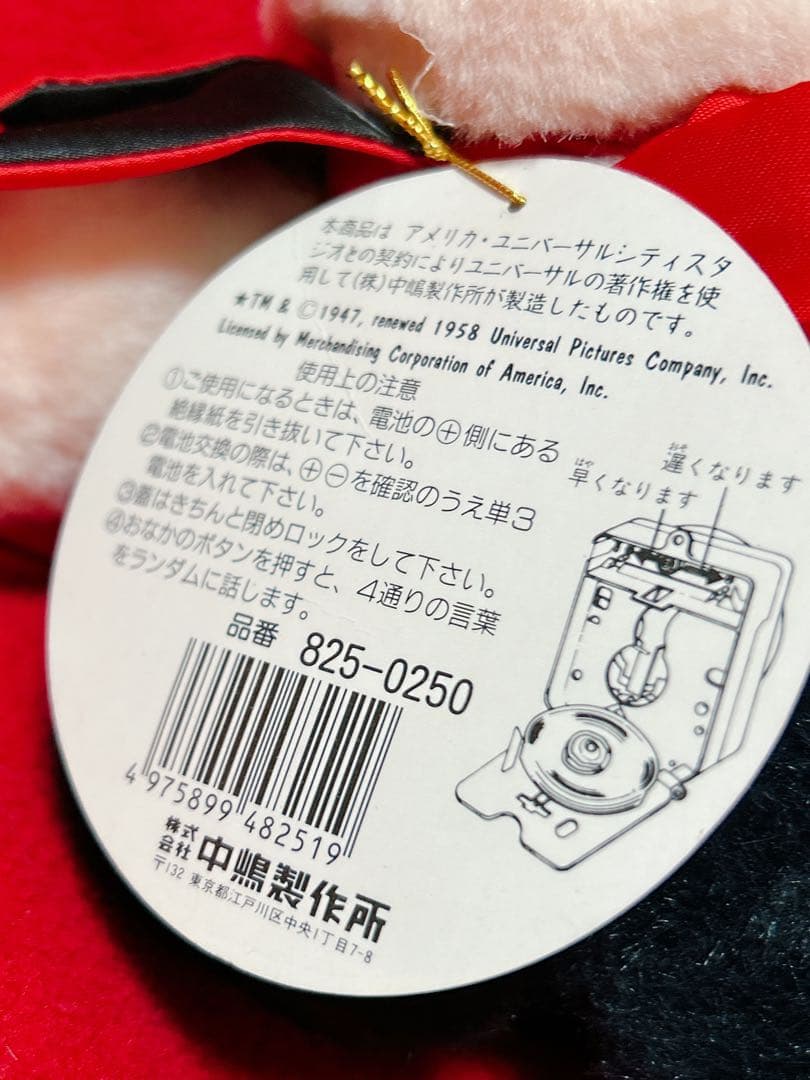 本商品は アメリカ・ユニバーサルシティスタ
ジオとの契約によりユニバーサルの著作権を使
用して(株)中嶋製作所が製造したものです。
★TM & ©1947, renewed 1958 Universal Pictures Company, Inc.
Licensed by Merchandising Corporation of America, Inc.
使用上の注意
①ご使用になるときは、電池の⊕側にある
絶縁紙を引き抜いて下さい。
②電池交換の際は、⊕⊖を確認のうえ単3
電池を入れて下さい。
③蓋はきちんと閉めロックをして下さい。
④おなかのボタンを押すと、4通りの言葉
をランダムに話します。
おそ
遅くなります
はや
早くなります
品番 825-0250
4 975899 482519
株式
会社 中嶋製作所
〒132 東京都江戸川区中央1丁目7-8